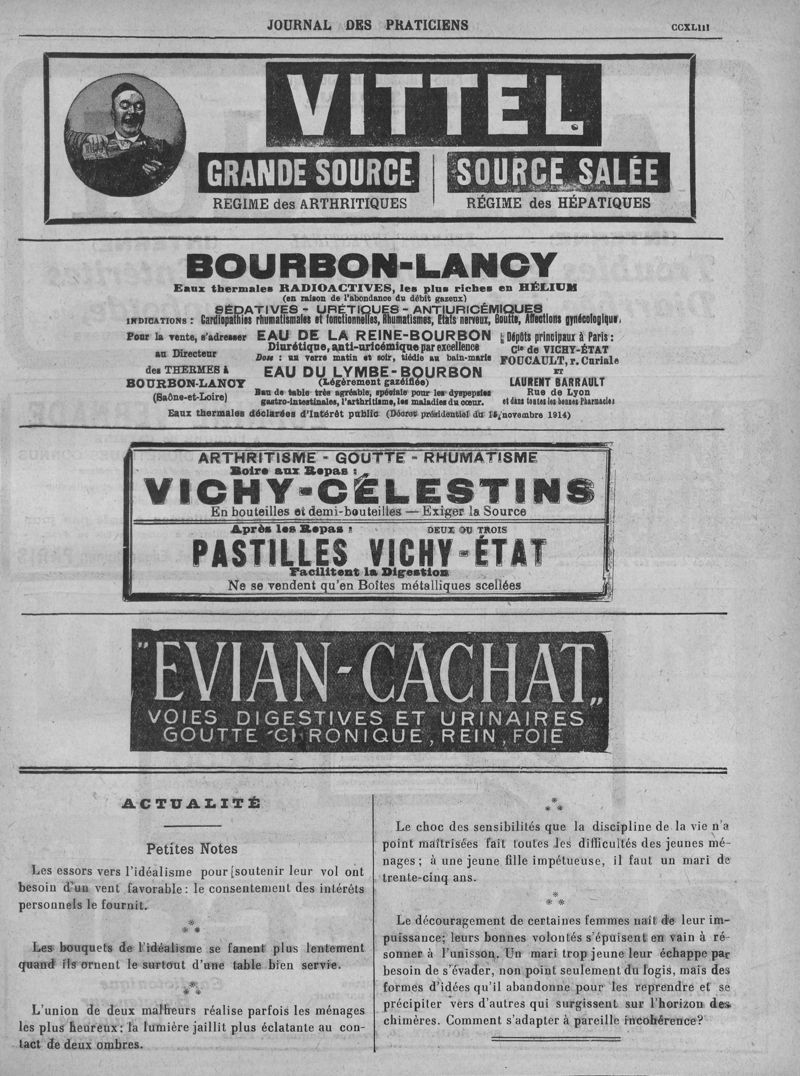 JOURNAL DES PRATICIENS
CCXLIII
VITTEL
GRANDE SOURCE
REGIME des ARTHRITIQUES
SOURCE SALÉE
RÉGIME des HÉPATIQUES
BOURBON-LANCY
Eaux thermales RADIOACTIVES, les plus riches en HÉLIUM
(en raison de l'abondance du débit gazeux)
SÉDATIVES - URÉTIQUES - ANTIURICÉMIQUES
INDICATIONS : Cardiopathies rhumatismales et fonctionnelles, Rhumatismes, Etats nerveux, Goutte, Affections gynécologique.
Pour la vente, s'adresser
au Directeur
des THERMES à
BOURBON-LANCY
(Saône-et-Loire)
EAU DE LA REINE-BOURBON
Diurétique, anti-uricémique par excellence
Dose : un verre matin et soir, tiédie au bain-marie
EAU DU LYMBE-BOURBON
(Légèrement gazéifiée)
Eau de table très agréable, spéciale pour les dyspepsies
gastro-intestinales, l'arthritisme, les maladies du cœur.
Dépôts principaux à Paris :
Cie de VICHY-ÉTAT
FOUCAULT, r. Curiale
ET
LAURENT BARRAULT
Rue de Lyon
et dans toutes les bonnes Pharmacies
Eaux thermales déclarées d'Intérêt public (Décret présidentiel du 15 novembre 1914)
ARTHRITISME - GOUTTE - RHUMATISME
Boire aux Repas :
VICHY-CÉLESTINS
En bouteilles et demi-bouteilles — Exiger la Source
Après les Repas : DEUX OU TROIS
PASTILLES VICHY-ÉTAT
Facilitent la Digestion
Ne se vendent qu'en Boîtes métalliques scellées
"EVIAN-CACHAT„
VOIES DIGESTIVES ET URINAIRES
GOUTTE CHRONIQUE, REIN, FOIE
ACTUALITÉ
Petites Notes
Les essors vers l'idéalisme pour [soutenir leur vol ont
besoin d'un vent favorable : le consentement des intérêts
personnels le fournit.
*
* *
Les bouquets de l'idéalisme se fanent plus lentement
quand ils ornent le surtout d'une table bien servie.
*
* *
L'union de deux malheurs réalise parfois les ménages
les plus heureux : la lumière jaillit plus éclatante au con-
tact de deux ombres.
*
* *
Le choc des sensibilités que la discipline de la vie n'a
point maîtrisées fait toutes les difficultés des jeunes mé-
nages ; à une jeune fille impétueuse, il faut un mari de
trente-cinq ans.
*
* *
Le découragement de certaines femmes naît de leur im-
puissance; leurs bonnes volontés s'épuisent en vain à ré-
sonner à l'unisson. Un mari trop jeune leur échappe par
besoin de s'évader, non point seulement du logis, mais des
formes d'idées qu'il abandonne pour les reprendre et se
précipiter vers d'autres qui surgissent sur l'horizon des
chimères. Comment s'adapter à pareille incohérence?